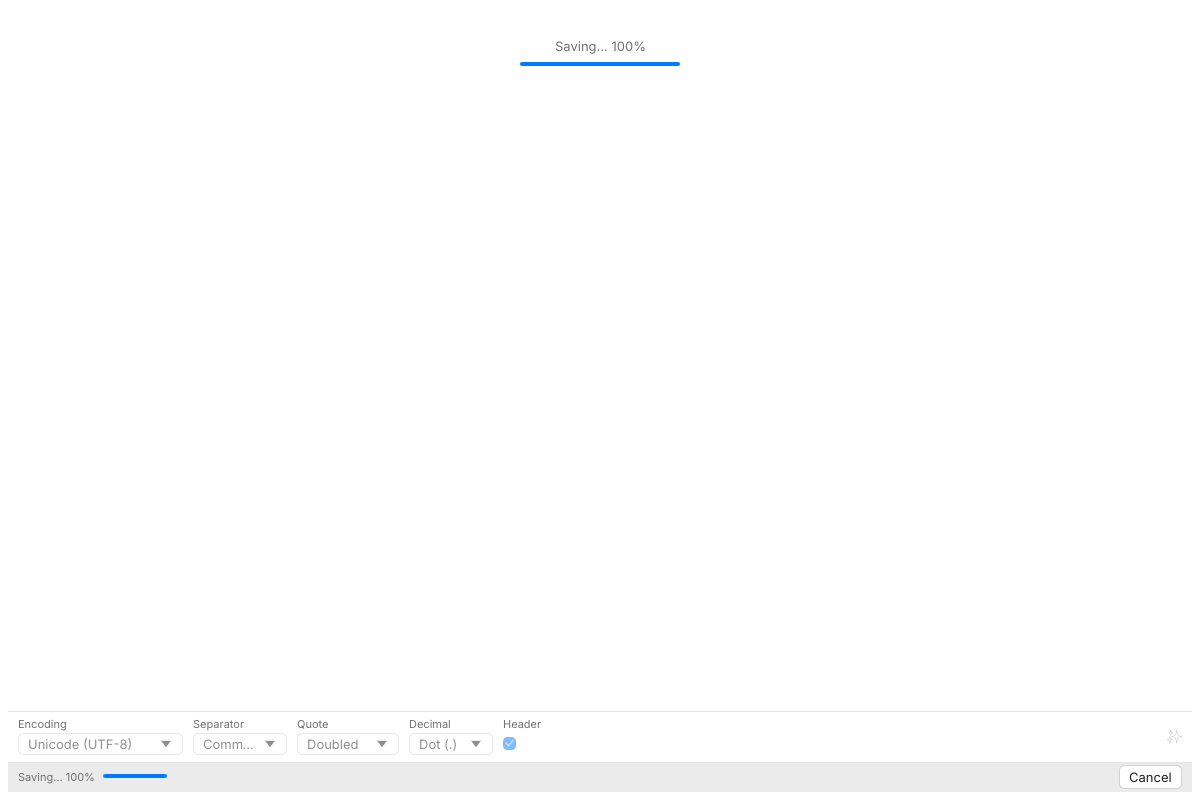 Saving... 100%
Encoding
Separator
Quote
Decimal
Header
Unicode (UTF-8)
Comm...
Doubled
Dot (.)
Saving... 100%
Cancel